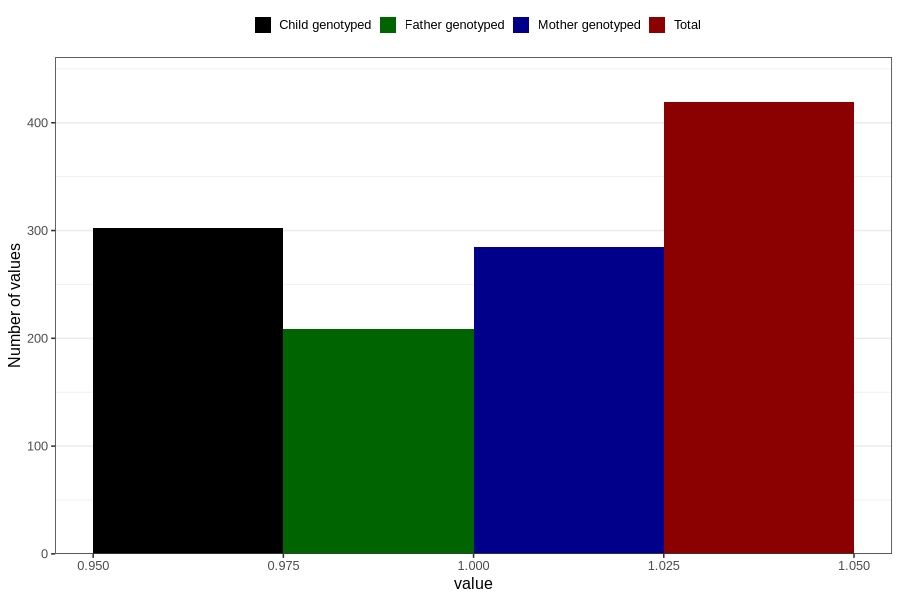 Child genotyped Father genotyped Mother genotyped Total
Number of values
400
300
200
100
0
0.950 0.975 1.000 1.025 1.050
value